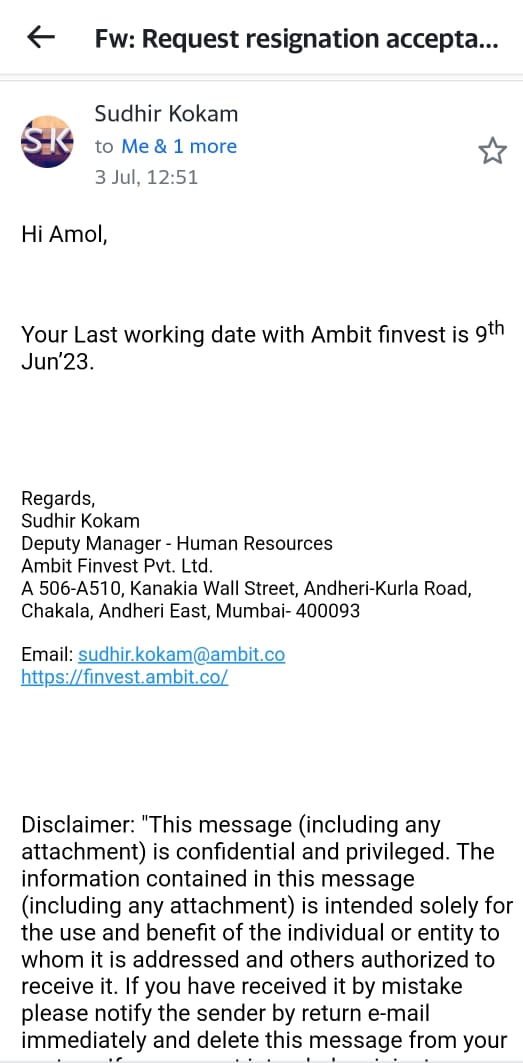 Fw: Request resignation accepta...
SK
Sudhir Kokam
to Me & 1 more
3 Jul, 12:51
Hi Amol,
Your Last working date with Ambit finvest is 9th
Jun'23.
Regards,
Sudhir Kokam
Deputy Manager - Human Resources
Ambit Finvest Pvt. Ltd.
A 506-A510, Kanakia Wall Street, Andheri-Kurla Road,
Chakala, Andheri East, Mumbai- 400093
Email: sudhir.kokam@ambit.co
https://finvest.ambit.co/
Disclaimer: "This message (including any
attachment) is confidential and privileged. The
information contained in this message
(including any attachment) is intended solely for
the use and benefit of the individual or entity to
whom it is addressed and others authorized to
receive it. If you have received it by mistake
please notify the sender by return e-mail
immediately and delete this message from your